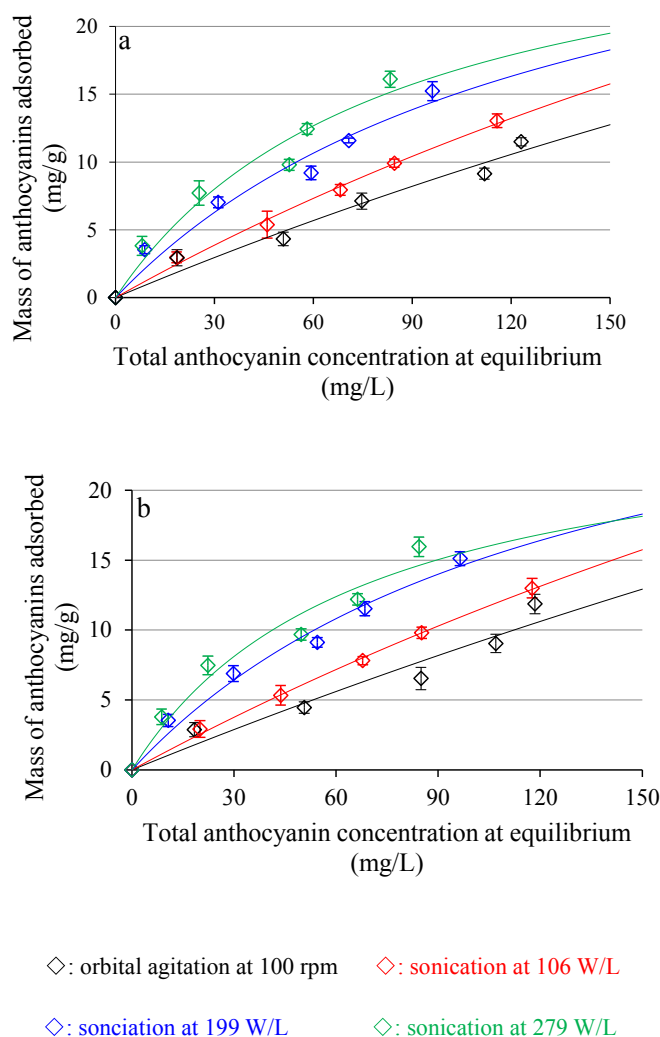 a
20
15
10
5
0
0 30 60 90 120 150
Mass of anthocyanins adsorbed
(mg/g)
Total anthocyanin concentration at equilibrium
(mg/L)
b
20
15
10
5
0
0 30 60 90 120 150
Mass of anthocyanins adsorbed
(mg/g)
Total anthocyanin concentration at equilibrium
(mg/L)
: orbital agitation at 100 rpm : sonication at 106 W/L
: sonciation at 199 W/L : sonication at 279 W/L